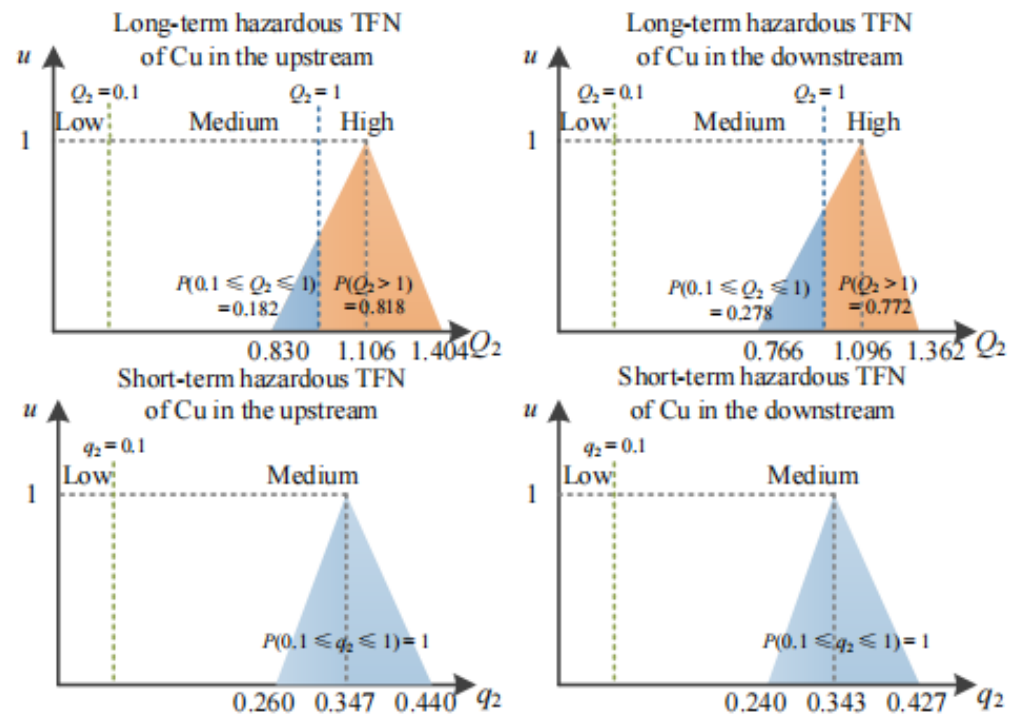 Long-term hazardous TFN
of Cu in the upstream
u
Q₂ = 0.1
Q₂ = 1
Low
Medium
High
1
P(0.1 ⩽ Q₂ ⩽ 1)
=0.182
P(Q₂ > 1)
=0.818
0.830
1.106
1.404
Q₂
Long-term hazardous TFN
of Cu in the downstream
u
Q₂ = 0.1
Q₂ = 1
Low
Medium
High
1
P(0.1 ⩽ Q₂ ⩽ 1)
= 0.278
P(Q₂ > 1)
= 0.772
0.766
1.096
1.362
Q₂
Short-term hazardous TFN
of Cu in the upstream
u
q₂ = 0.1
Low
Medium
1
P(0.1 ⩽ q₂ ⩽ 1) = 1
0.260
0.347
0.440
q₂
Short-term hazardous TFN
of Cu in the downstream
u
q₂ = 0.1
Low
Medium
1
P(0.1 ⩽ q₂ ⩽ 1) = 1
0.240
0.343
0.427
q₂